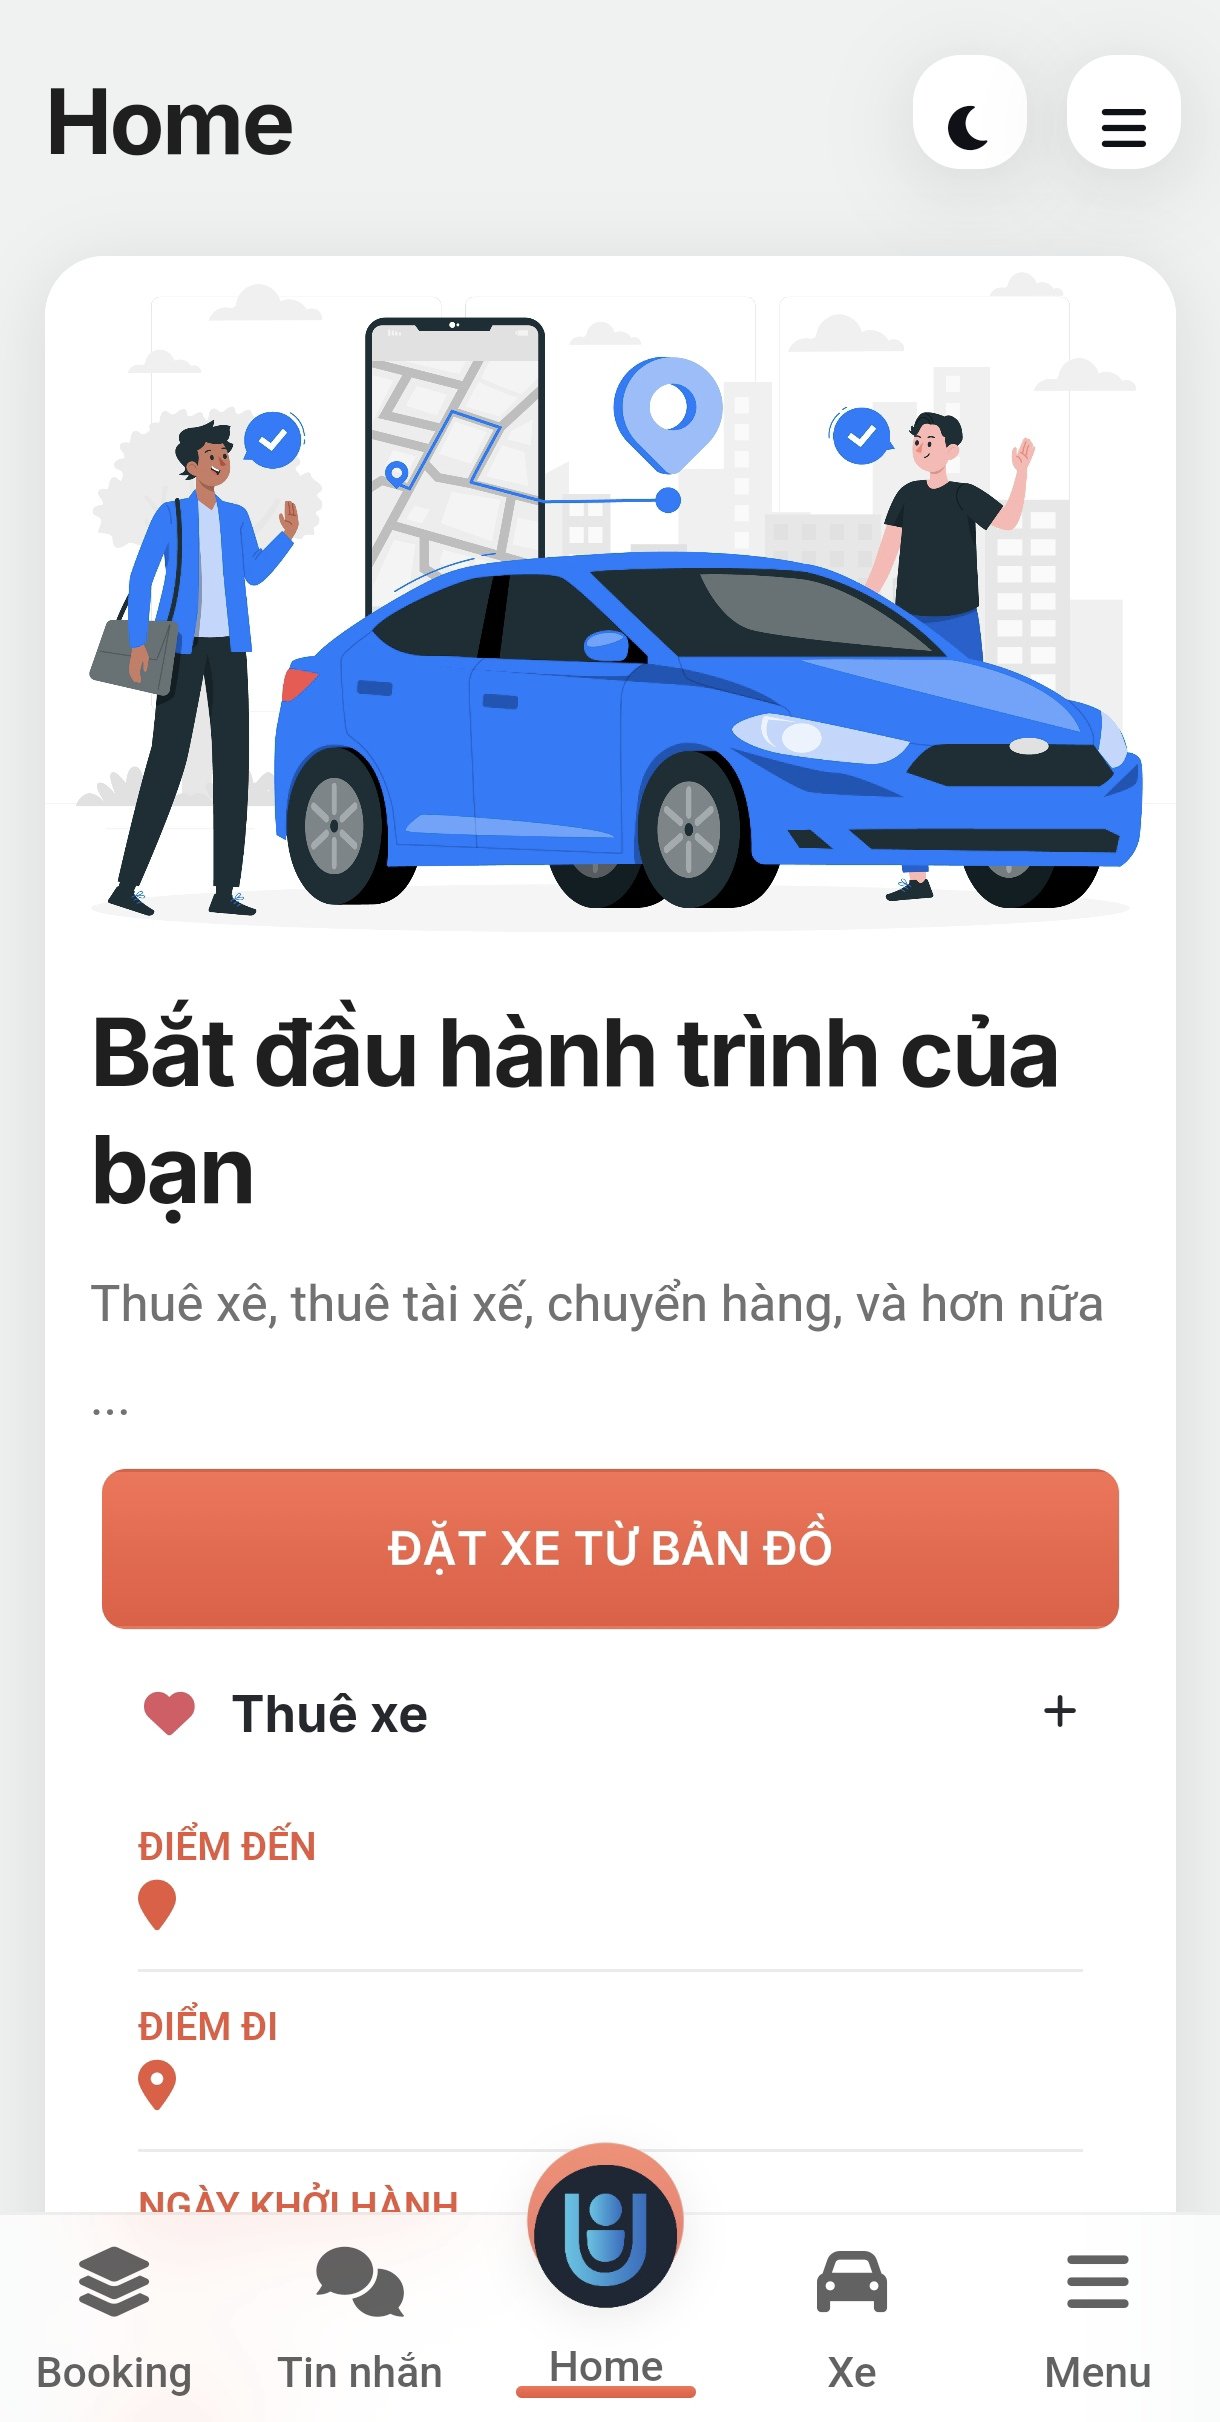 Home
Bắt đầu hành trình của
bạn
Thuê xê, thuê tài xế, chuyển hàng, và hơn nữa
...
ĐẶT XE TỪ BẢN ĐỒ
Thuê xe
ĐIỂM ĐẾN
ĐIỂM ĐI
NGÀY KHỞI HÀNH
Booking
Tin nhắn
Home
Xe
Menu